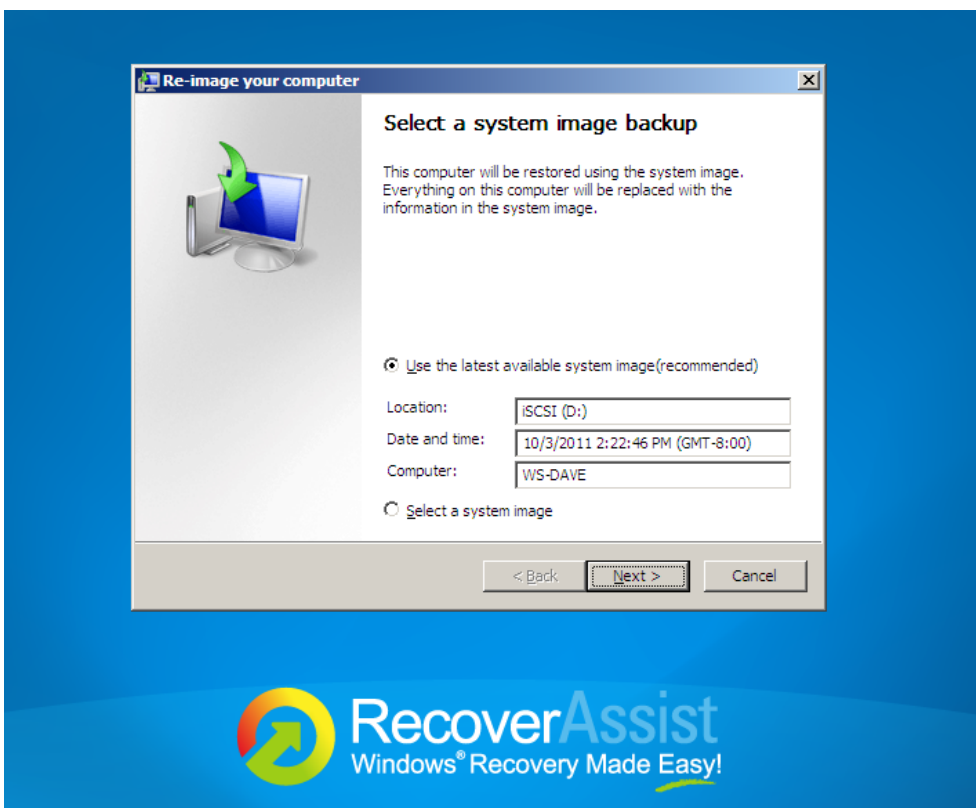 Re-image your computer
Select a system image backup
This computer will be restored using the system image.
Everything on this computer will be replaced with the
information in the system image.
Use the latest available system image(recommended)
Location: iSCSI (D:)
Date and time: 10/3/2011 2:22:46 PM (GMT-8:00)
Computer: WS-DAVE
Select a system image
< Back Next > Cancel
RecoverAssist
Windows® Recovery Made Easy!